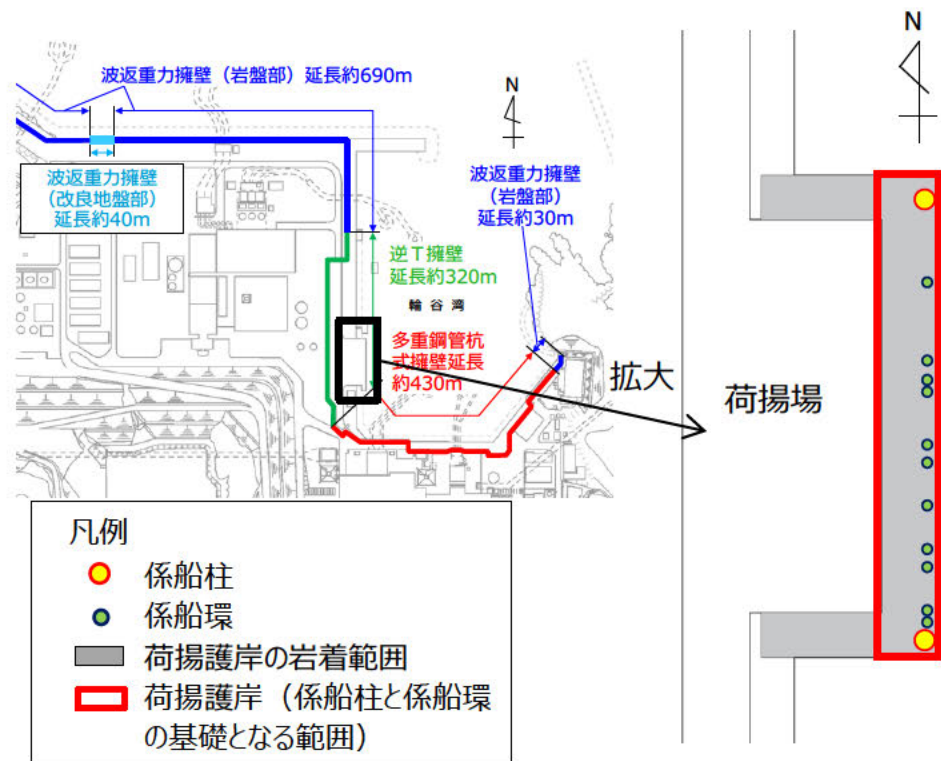 波返重力擁壁（岩盤部）延長約690m
N
波返重力擁壁
（改良地盤部）
延長約40m
波返重力擁壁
（岩盤部）
延長約30m
逆T擁壁
延長約320m
輪谷湾
多重鋼管杭
式擁壁延長
約430m
拡大
N
荷揚場
凡例
係船柱
係船環
荷揚護岸の岩着範囲
荷揚護岸（係船柱と係船環
の基礎となる範囲）